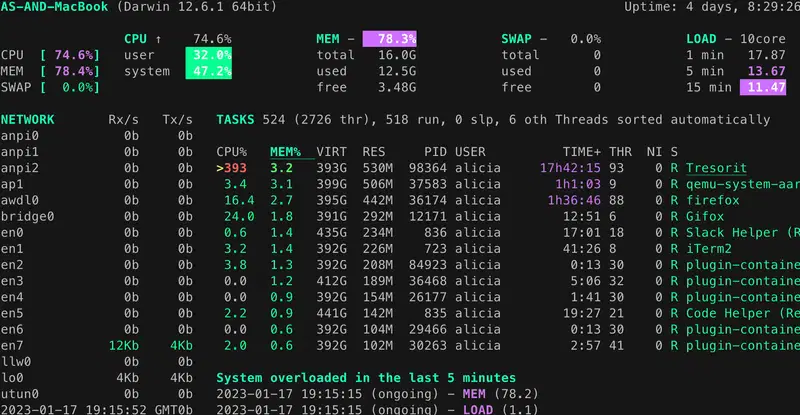 AS-AND-MacBook (Darwin 12.6.1 64bit) Uptime: 4 days, 8:29:26
CPU ↑ 74.6% MEM - 78.3% SWAP - 0.0% LOAD - 10core
CPU [ 74.6%] user 32.0% total 16.0G total 0 1 min 17.87
MEM [ 78.4%] system 47.2% used 12.5G used 0 5 min 13.67
SWAP [ 0.0%] free 3.48G free 0 15 min 11.47
NETWORK Rx/s Tx/s TASKS 524 (2726 thr), 518 run, 0 slp, 6 oth Threads sorted automatically
anpi0 0b 0b
anpi1 0b 0b CPU% MEM% VIRT RES PID USER TIME+ THR NI S
anpi2 0b 0b >393 3.2 393G 530M 98364 alicia 17h42:15 93 0 R Tresorit
ap1 0b 0b 3.4 3.1 399G 506M 37583 alicia 1h1:03 9 0 R qemu-system-aar
awdl0 0b 0b 16.4 2.7 395G 442M 36174 alicia 1h36:46 88 0 R firefox
bridge0 0b 0b 24.0 1.8 391G 292M 12171 alicia 12:51 6 0 R Gifox
en0 0b 0b 0.6 1.4 435G 234M 836 alicia 17:01 18 0 R Slack Helper (R
en1 0b 0b 3.2 1.4 392G 226M 723 alicia 41:26 8 0 R iTerm2
en2 0b 0b 3.8 1.3 392G 208M 84923 alicia 0:13 30 0 R plugin-containe
en3 0b 0b 0.0 1.2 412G 189M 36468 alicia 5:06 32 0 R plugin-containe
en4 0b 0b 0.0 0.9 392G 154M 26177 alicia 1:41 30 0 R plugin-containe
en5 0b 0b 2.2 0.9 441G 142M 835 alicia 19:27 21 0 R Code Helper (Re
en6 0b 0b 0.0 0.6 392G 104M 29466 alicia 0:13 30 0 R plugin-containe
en7 12Kb 4Kb 2.0 0.6 392G 102M 30263 alicia 2:57 41 0 R plugin-containe
llw0 0b 0b
lo0 4Kb 4Kb System overloaded in the last 5 minutes
utun0 0b 0b 2023-01-17 19:15:15 (ongoing) - MEM (78.2)
2023-01-17 19:15:52 GMT0b 0b 2023-01-17 19:15:15 (ongoing) - LOAD (1.1)